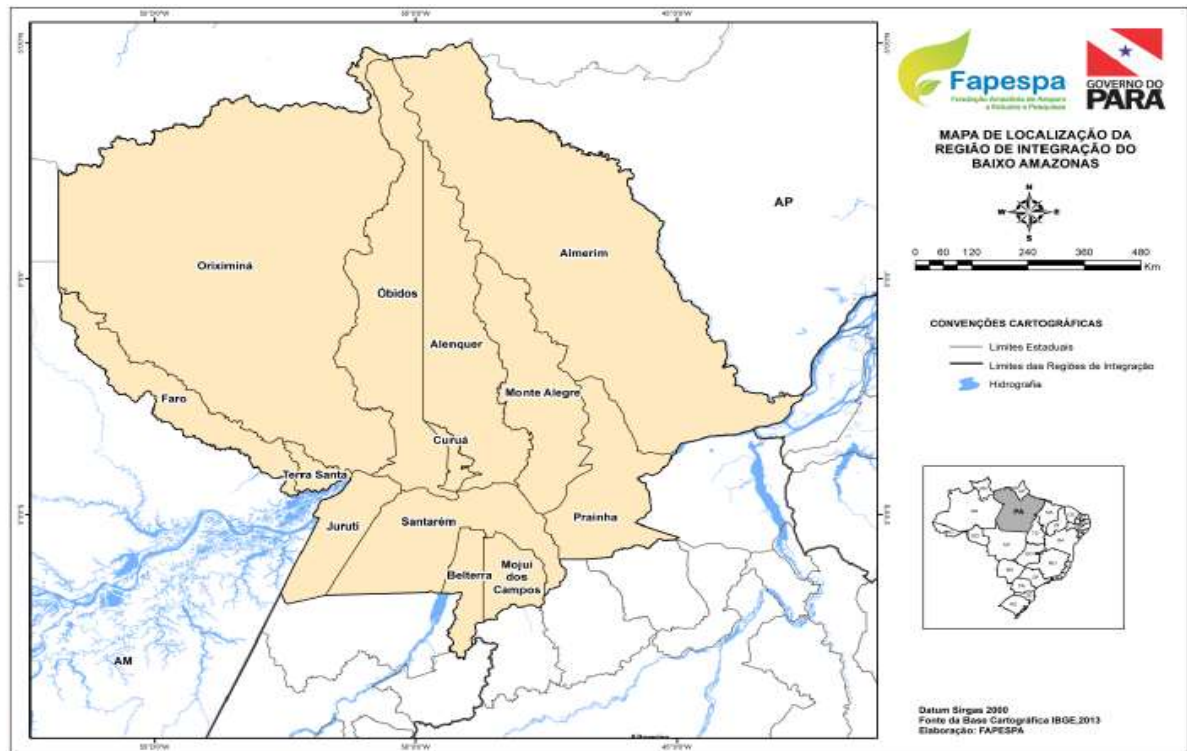 Fapespa
Fundação Amazônia de Amparo
a Estudos e Pesquisas
GOVERNO DO
PARÁ
MAPA DE LOCALIZAÇÃO DA
REGIÃO DE INTEGRAÇÃO DO
BAIXO AMAZONAS
N
W E
S
0 60 120 240 360 480
Km
CONVENÇÕES CARTOGRÁFICAS
Limites Estaduais
Limites das Regiões de Integração
Hidrografia
PA
AP
Oriximiná
Almerim
Óbidos
Alenquer
Monte Alegre
Faro
Curuá
Terra Santa
Juruti
Santarém
Prainha
Belterra
Mojuí
dos
Campos
AM
Datum Sirgas 2000
Fonte da Base Cartográfica IBGE,2013
Elaboração: FAPESPA